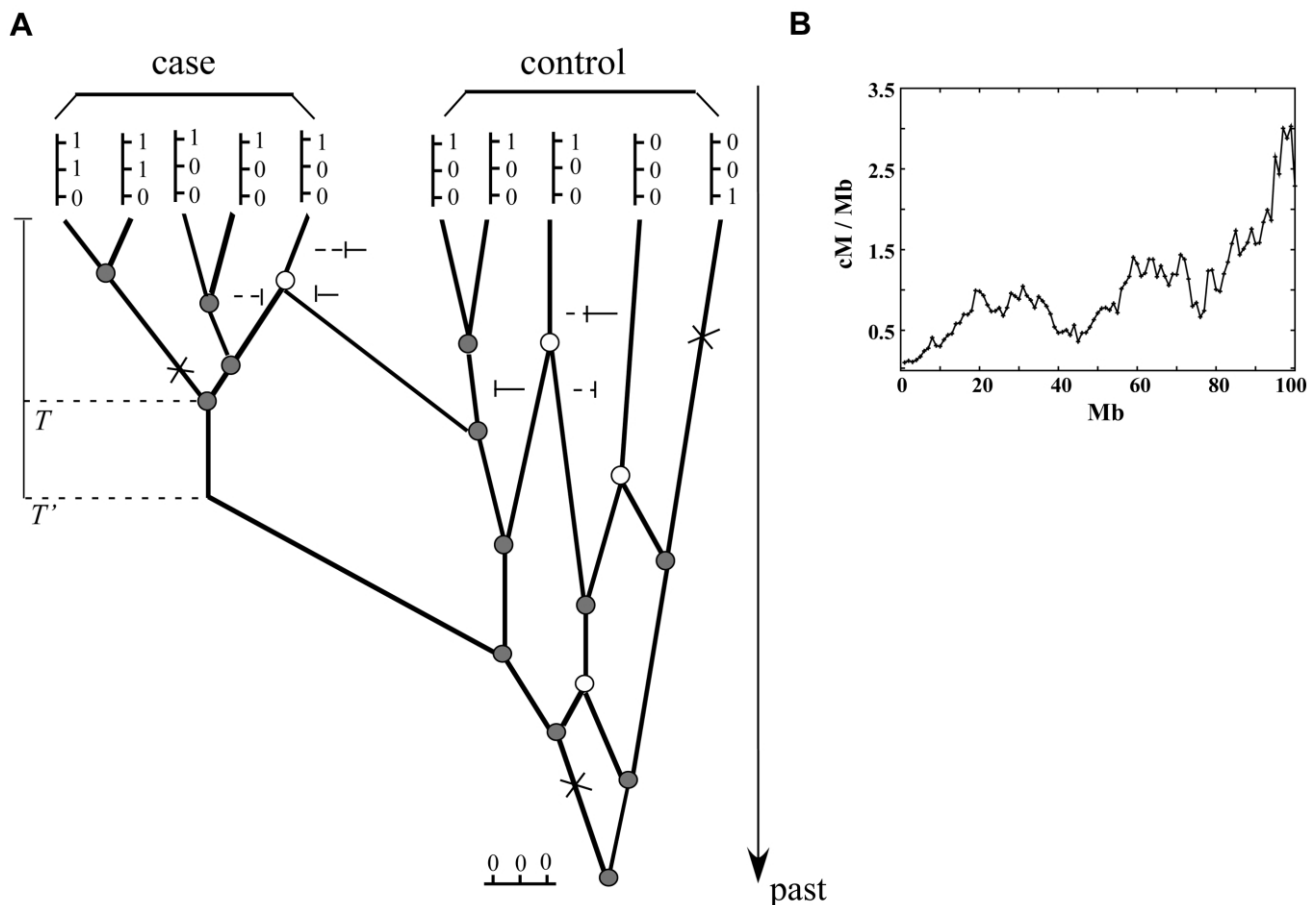 A
B
case
control
1 1 1 1 1 1 1 1 0 0
1 1 0 0 0 0 0 0 0 0
0 0 0 0 0 0 0 0 0 1
T
T'
0 0 0
past
3.5
2.5
1.5
0.5
cM / Mb
0 20 40 60 80 100
Mb